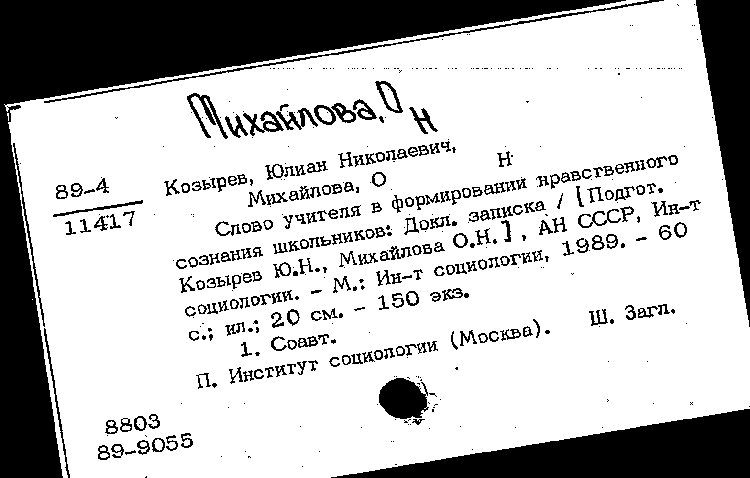 Михайлова, О Н
89-4
11417
Козырев, Юлиан Николаевич,
Михайлова, О Н
Слово учителя в формировании нравственного
сознания школьников: Докл. записка / [Подгот.
Козырев Ю.Н., Михайлова О.Н.], АН СССР, Ин-т
социологии. - М.: Ин-т социологии, 1989. - 60
с.; ил.; 20 см. - 150 экз.
1. Соавт.
П. Институт социологии (Москва). Ш. Загл.
8803
89-9055